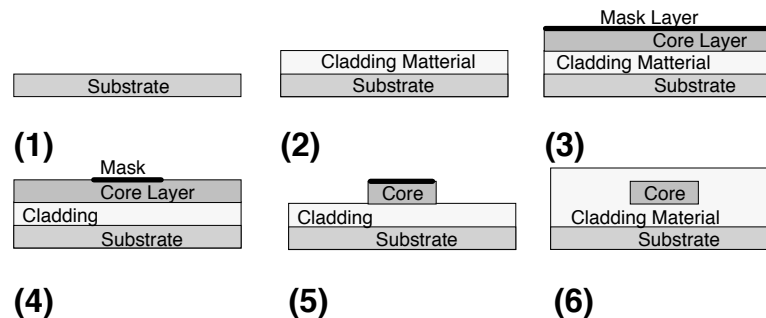 Substrate
(1)
Cladding Matterial
Substrate
(2)
Mask Layer
Core Layer
Cladding Matterial
Substrate
(3)
Mask
Core Layer
Cladding
Substrate
(4)
Core
Cladding
Substrate
(5)
Core
Cladding Material
Substrate
(6)